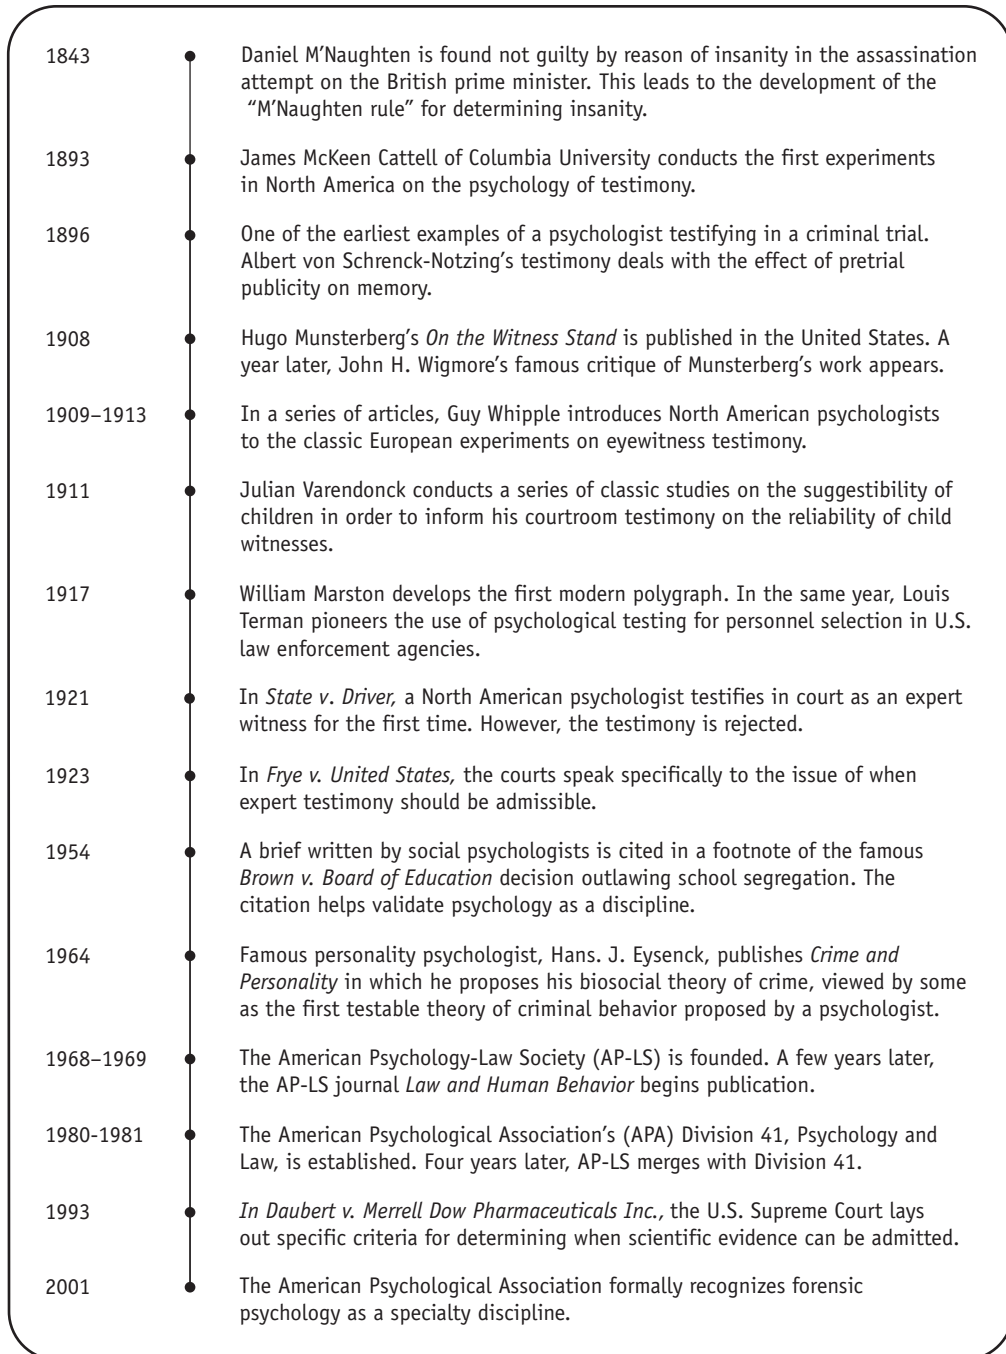 1843
Daniel M’Naughten is found not guilty by reason of insanity in the assassination
attempt on the British prime minister. This leads to the development of the
“M’Naughten rule” for determining insanity.
1893
James McKeen Cattell of Columbia University conducts the first experiments
in North America on the psychology of testimony.
1896
One of the earliest examples of a psychologist testifying in a criminal trial.
Albert von Schrenck-Notzing’s testimony deals with the effect of pretrial
publicity on memory.
1908
Hugo Munsterberg’s On the Witness Stand is published in the United States. A
year later, John H. Wigmore’s famous critique of Munsterberg’s work appears.
1909–1913
In a series of articles, Guy Whipple introduces North American psychologists
to the classic European experiments on eyewitness testimony.
1911
Julian Varendonck conducts a series of classic studies on the suggestibility of
children in order to inform his courtroom testimony on the reliability of child
witnesses.
1917
William Marston develops the first modern polygraph. In the same year, Louis
Terman pioneers the use of psychological testing for personnel selection in U.S.
law enforcement agencies.
1921
In State v. Driver, a North American psychologist testifies in court as an expert
witness for the first time. However, the testimony is rejected.
1923
In Frye v. United States, the courts speak specifically to the issue of when
expert testimony should be admissible.
1954
A brief written by social psychologists is cited in a footnote of the famous
Brown v. Board of Education decision outlawing school segregation. The
citation helps validate psychology as a discipline.
1964
Famous personality psychologist, Hans. J. Eysenck, publishes Crime and
Personality in which he proposes his biosocial theory of crime, viewed by some
as the first testable theory of criminal behavior proposed by a psychologist.
1968–1969
The American Psychology-Law Society (AP-LS) is founded. A few years later,
the AP-LS journal Law and Human Behavior begins publication.
1980-1981
The American Psychological Association’s (APA) Division 41, Psychology and
Law, is established. Four years later, AP-LS merges with Division 41.
1993
In Daubert v. Merrell Dow Pharmaceuticals Inc., the U.S. Supreme Court lays
out specific criteria for determining when scientific evidence can be admitted.
2001
The American Psychological Association formally recognizes forensic
psychology as a specialty discipline.